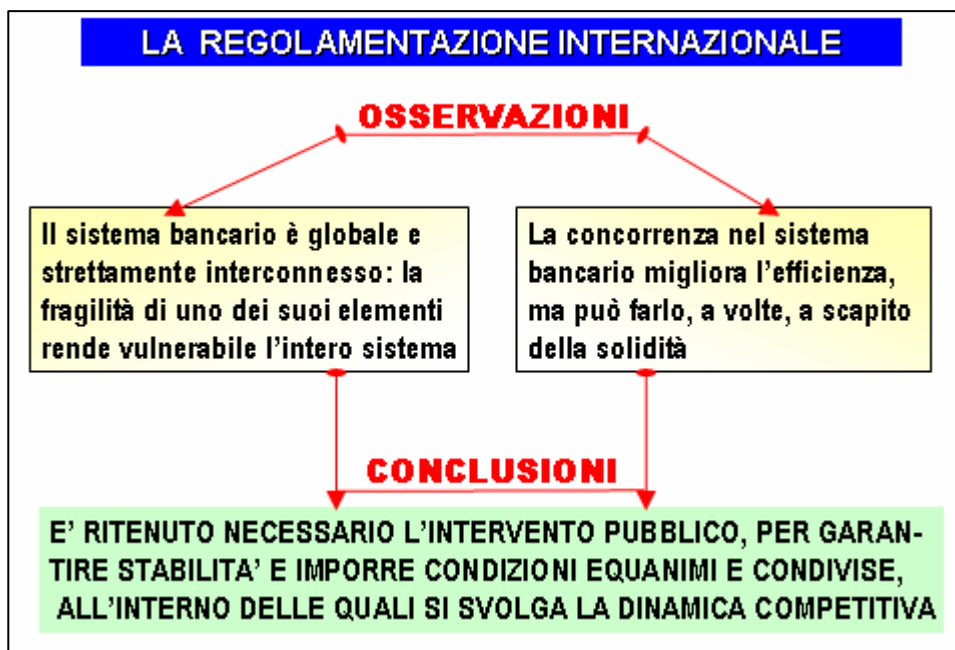 LA REGOLAMENTAZIONE INTERNAZIONALE
OSSERVAZIONI
Il sistema bancario è globale e
strettamente interconnesso: la
fragilità di uno dei suoi elementi
rende vulnerabile l'intero sistema
La concorrenza nel sistema
bancario migliora l'efficienza,
ma può farlo, a volte, a scapito
della solidità
CONCLUSIONI
E' RITENUTO NECESSARIO L'INTERVENTO PUBBLICO, PER GARAN-
TIRE STABILITA' E IMPORRE CONDIZIONI EQUANIMI E CONDIVISE,
ALL'INTERNO DELLE QUALI SI SVOLGA LA DINAMICA COMPETITIVA